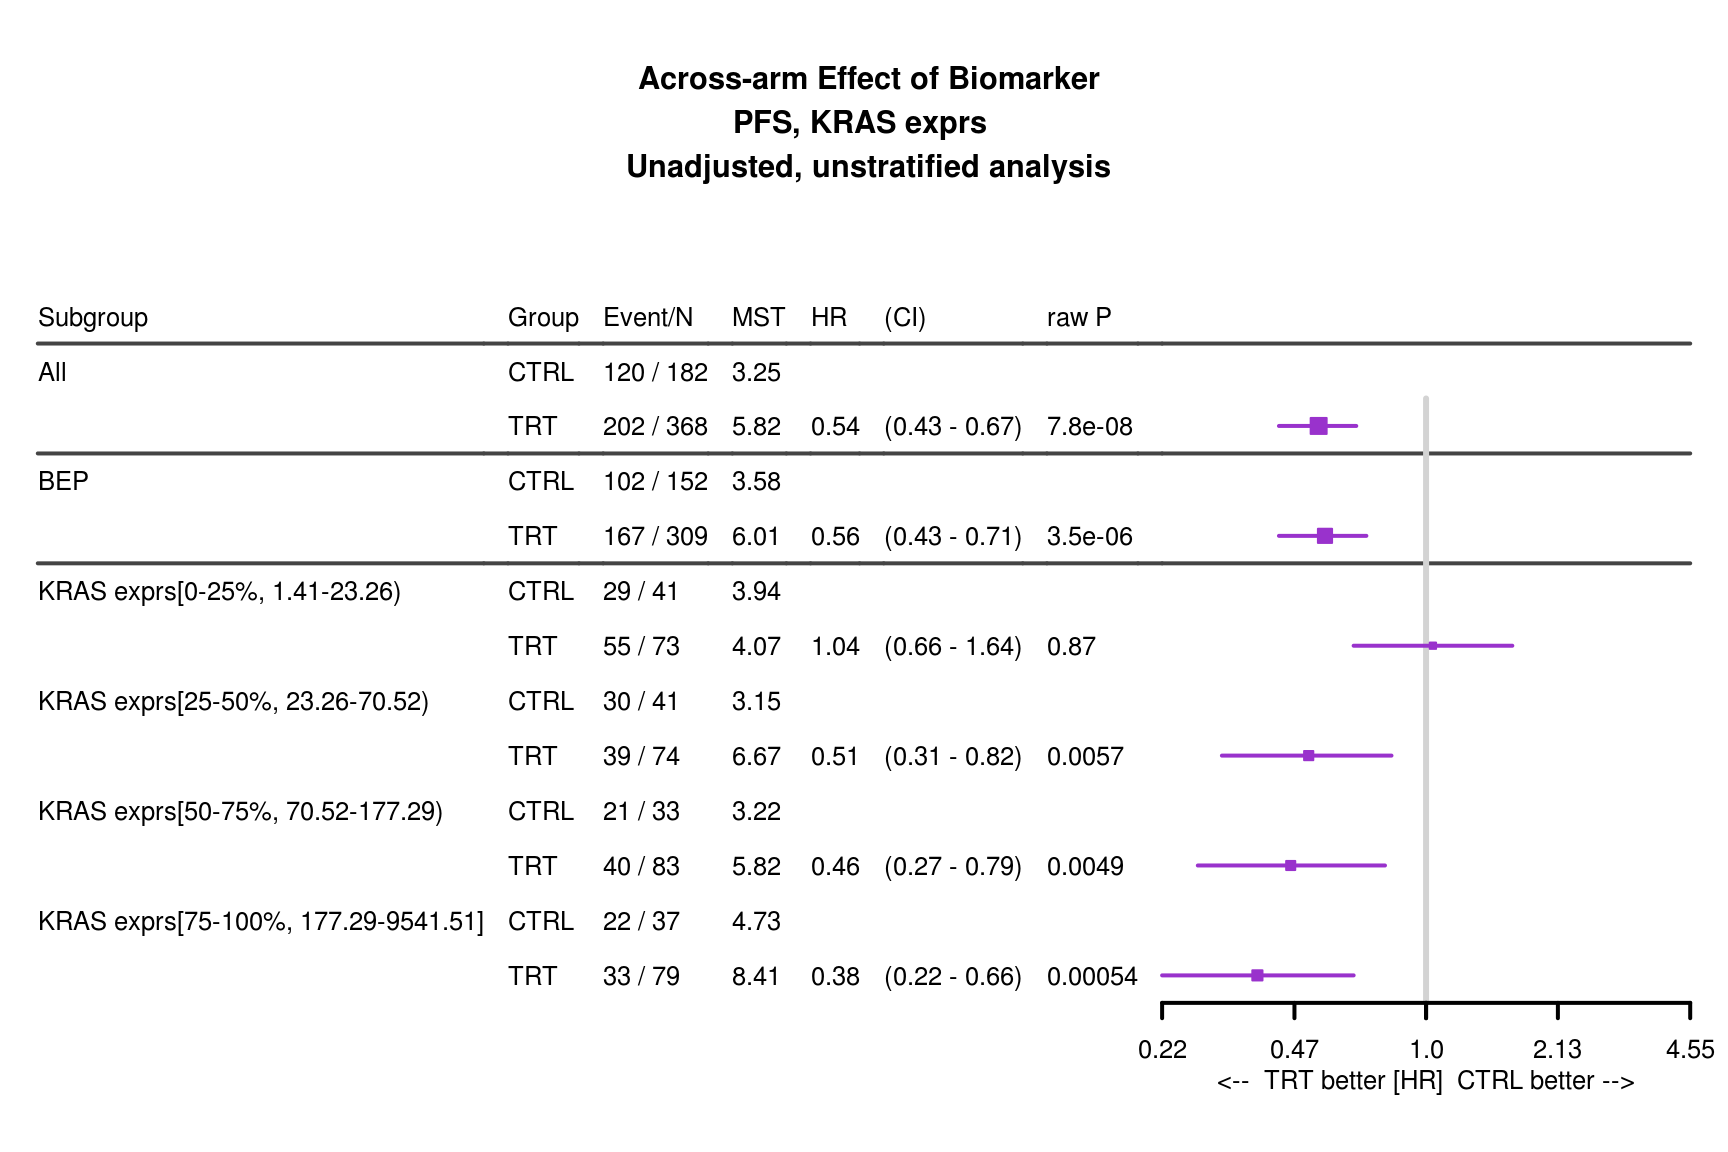 Across-arm Effect of Biomarker
PFS, KRAS exprs
Unadjusted, unstratified analysis
Subgroup Group Event/N MST HR (CI) raw P
All CTRL 120 / 182 3.25
TRT 202 / 368 5.82 0.54 (0.43 - 0.67) 7.8e-08
BEP CTRL 102 / 152 3.58
TRT 167 / 309 6.01 0.56 (0.43 - 0.71) 3.5e-06
KRAS exprs[0-25%, 1.41-23.26) CTRL 29 / 41 3.94
TRT 55 / 73 4.07 1.04 (0.66 - 1.64) 0.87
KRAS exprs[25-50%, 23.26-70.52) CTRL 30 / 41 3.15
TRT 39 / 74 6.67 0.51 (0.31 - 0.82) 0.0057
KRAS exprs[50-75%, 70.52-177.29) CTRL 21 / 33 3.22
TRT 40 / 83 5.82 0.46 (0.27 - 0.79) 0.0049
KRAS exprs[75-100%, 177.29-9541.51] CTRL 22 / 37 4.73
TRT 33 / 79 8.41 0.38 (0.22 - 0.66) 0.00054
0.22 0.47 1.0 2.13 4.55
<-- TRT better [HR] CTRL better -->